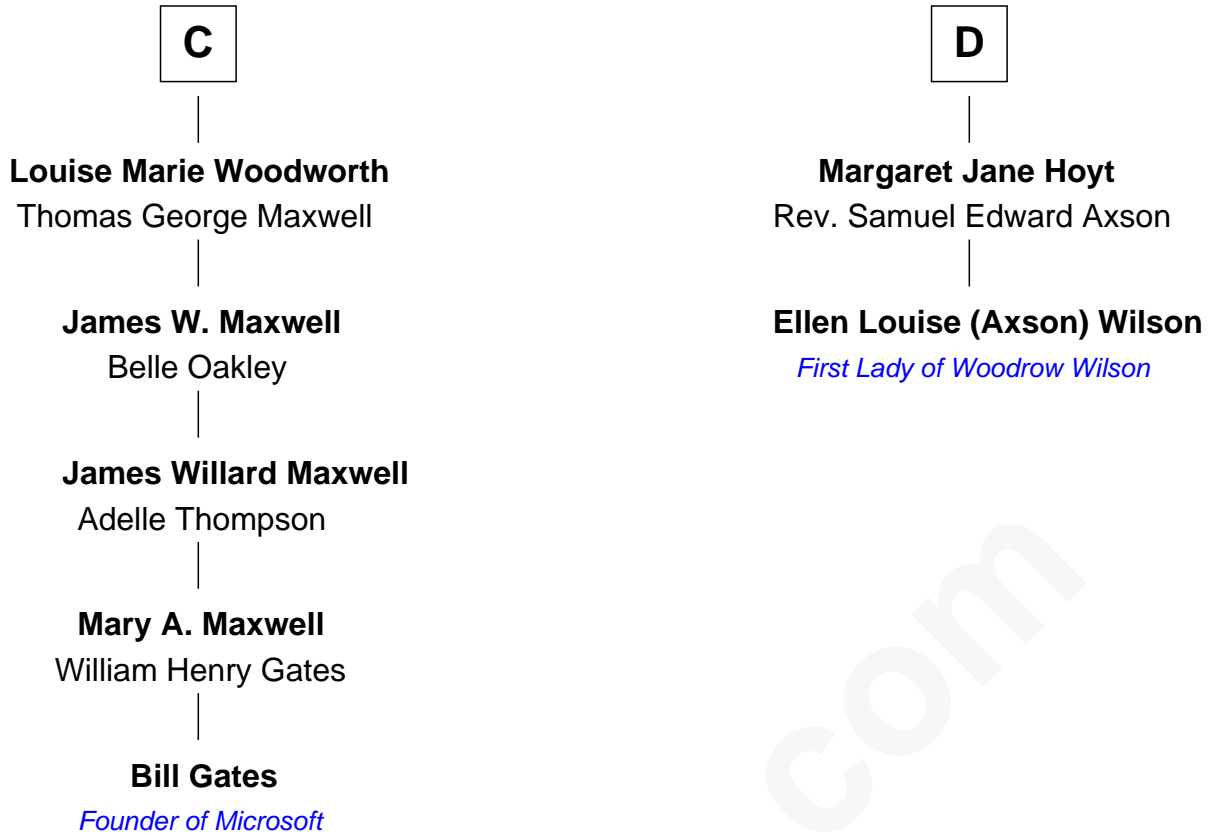 C
Louise Marie Woodworth
Thomas George Maxwell
James W. Maxwell
Belle Oakley
James Willard Maxwell
Adelle Thompson
Mary A. Maxwell
William Henry Gates
Bill Gates
Founder of Microsoft
D
Margaret Jane Hoyt
Rev. Samuel Edward Axson
Ellen Louise (Axson) Wilson
First Lady of Woodrow Wilson
com